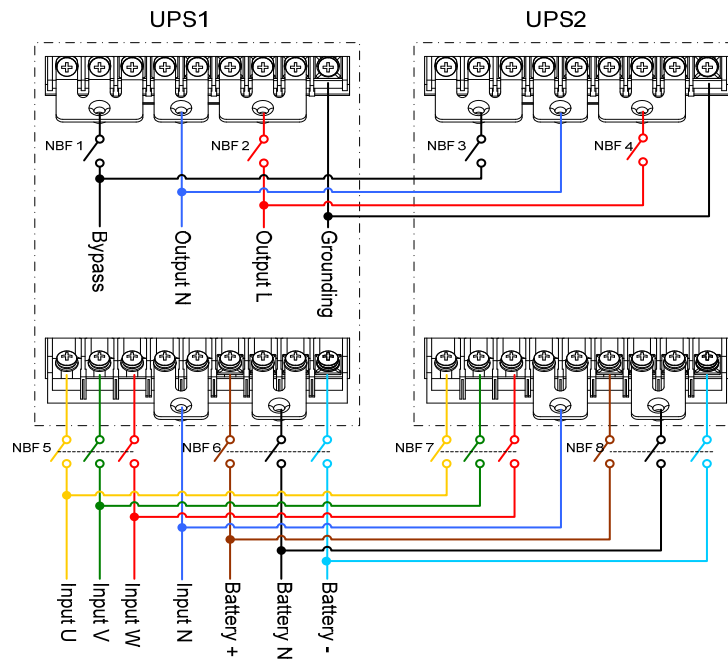 UPS1
UPS2
NBF 1
NBF 2
NBF 3
NBF 4
Bypass
Output N
Output L
Grounding
NBF 5
NBF 6
NBF 7
NBF 8
Input U
Input V
Input W
Input N
Battery +
Battery N
Battery -